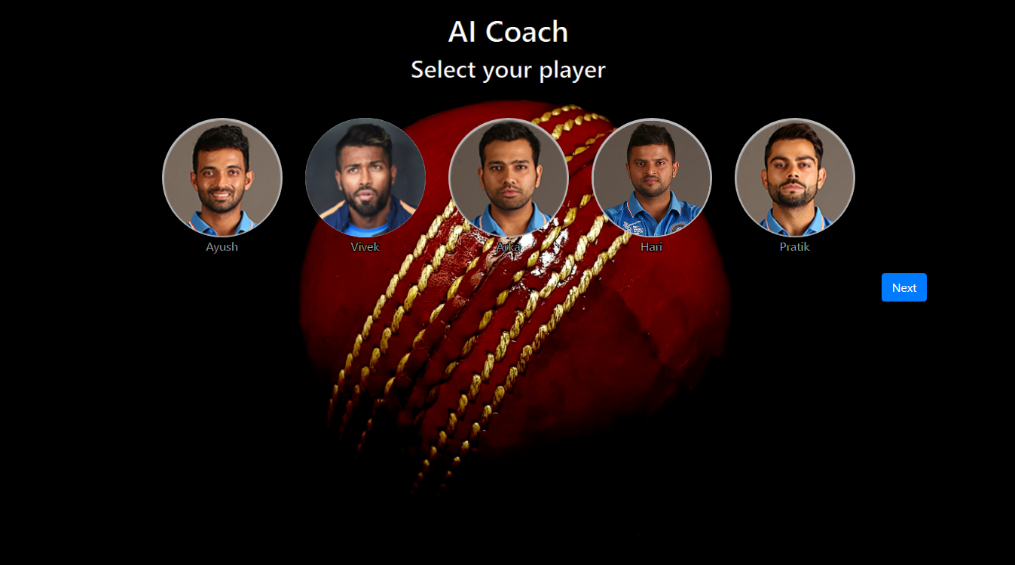 AI Coach
Select your player
Ayush
Vivek
Arka
Hari
Pratik
Next